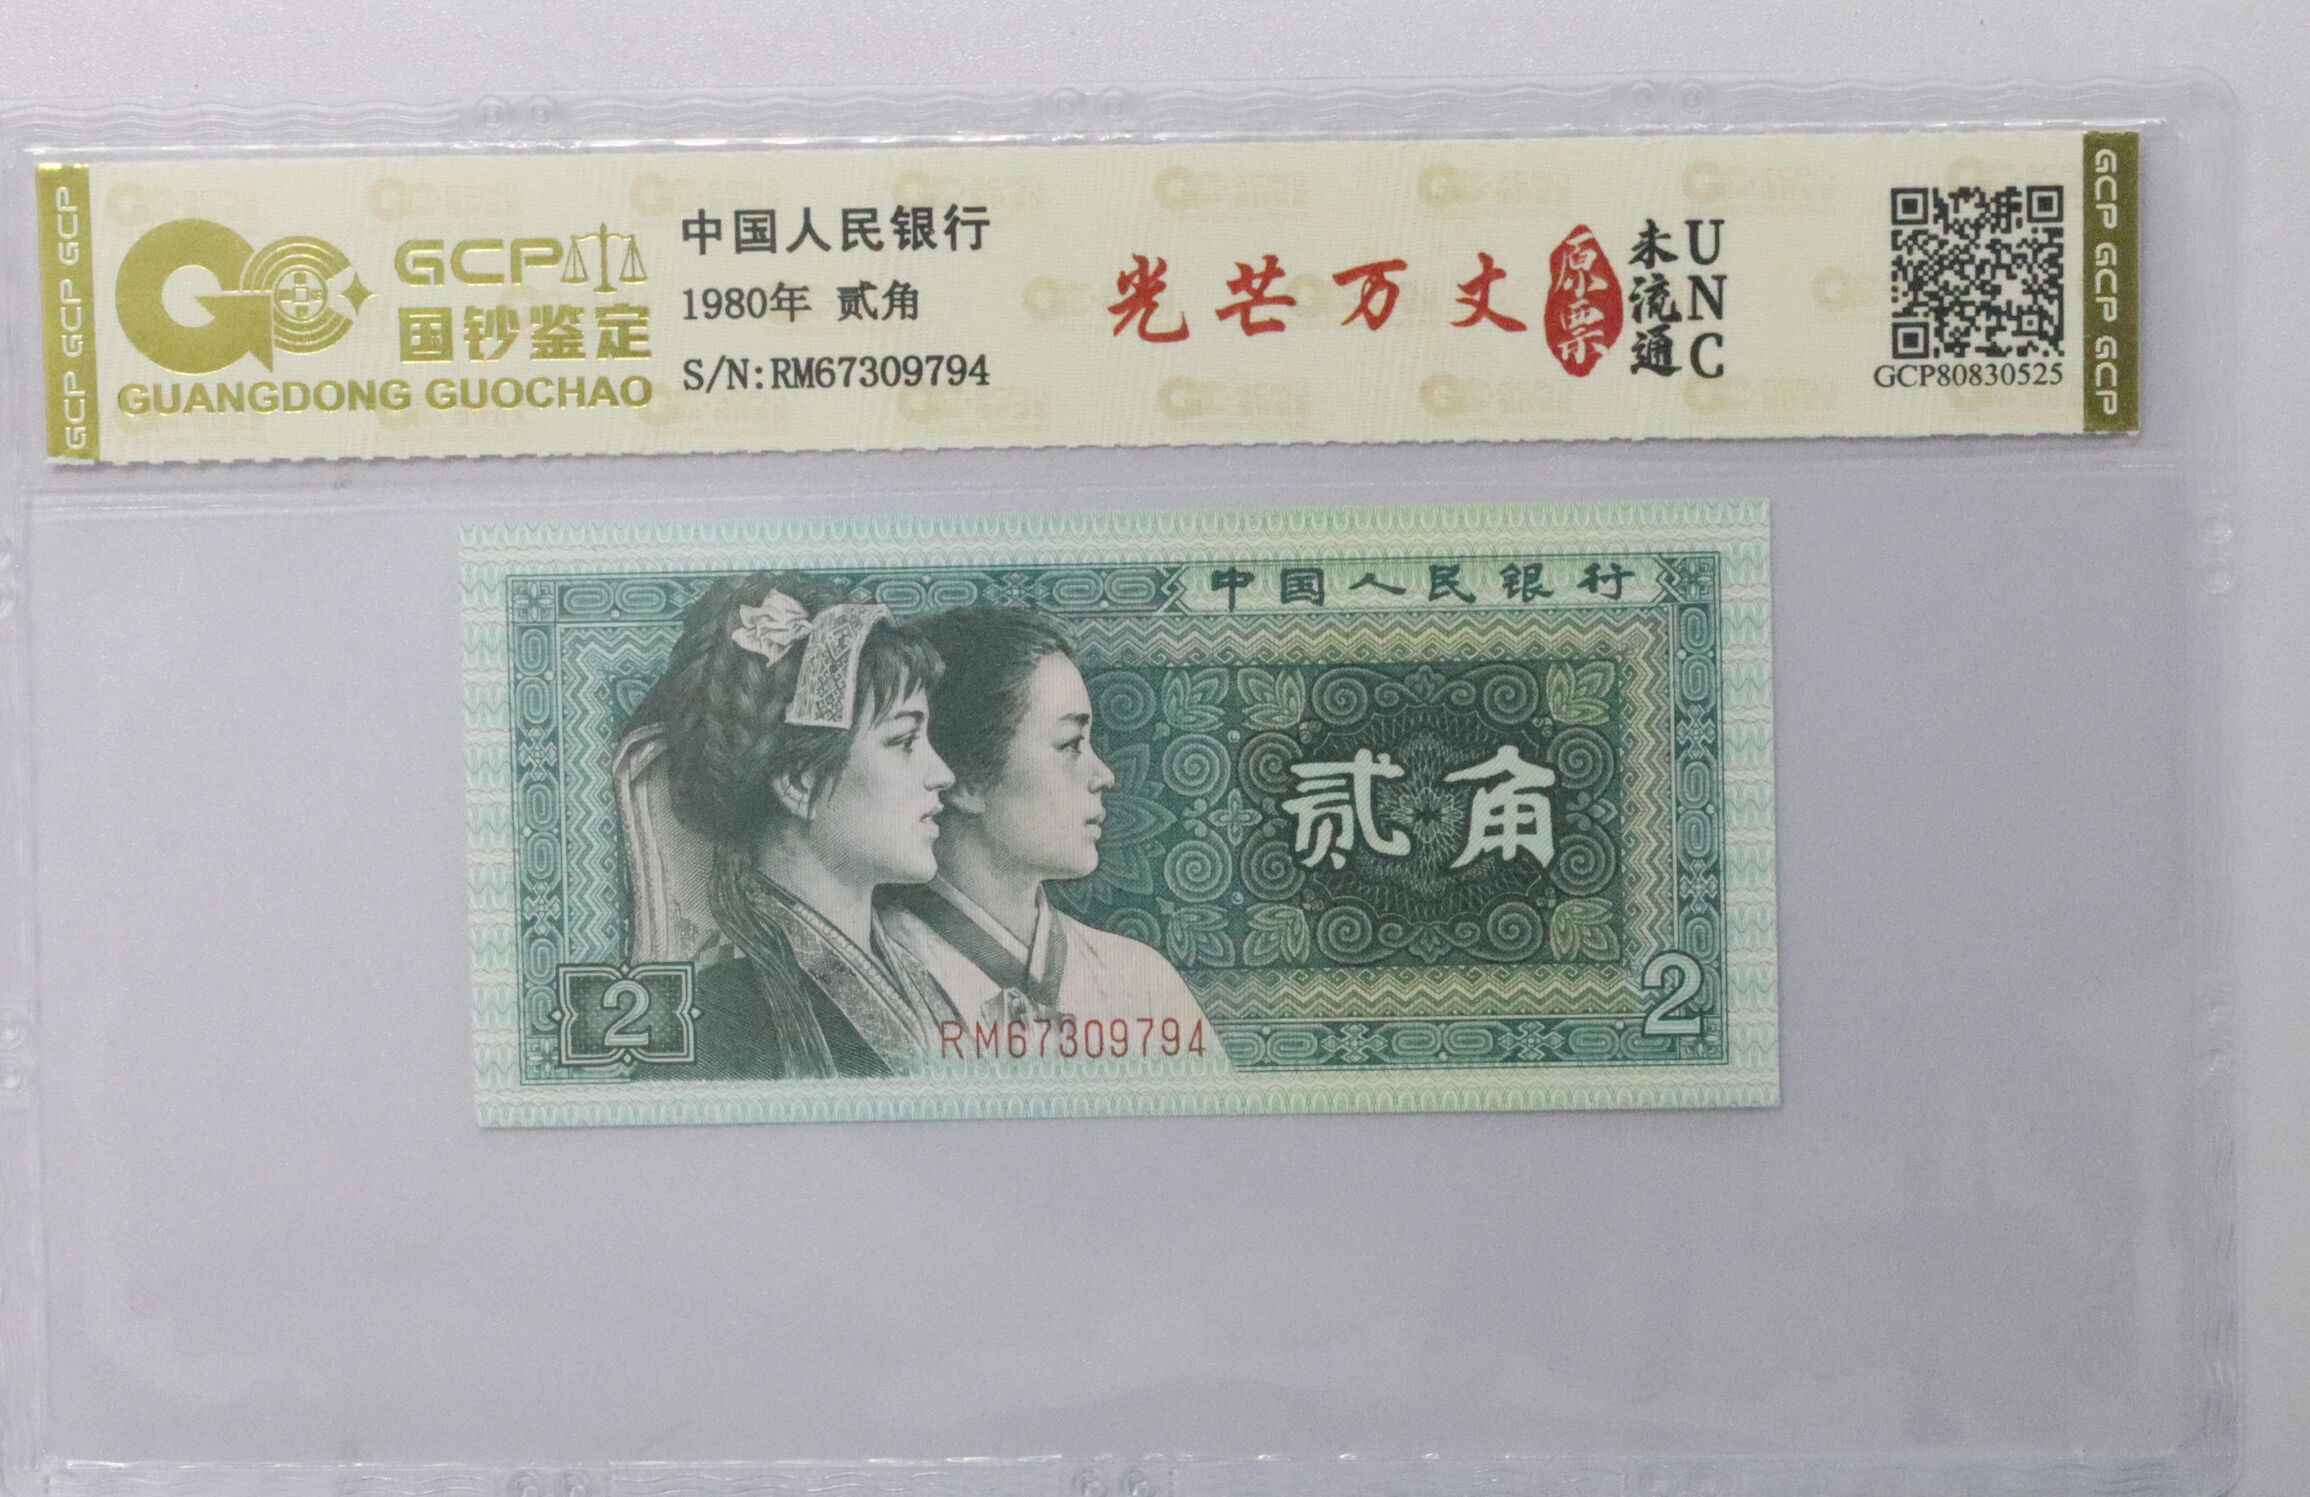 GCP GCP GCP
GCP
国钞鉴定
GUANGDONG GUOCHAO
中国人民银行
1980年 贰角
S/N:RM67309794
光芒万丈
原票
未流通
UNC
GCP80830525
GCP GCP GCP
中国人民银行
贰角
2
2
RM67309794